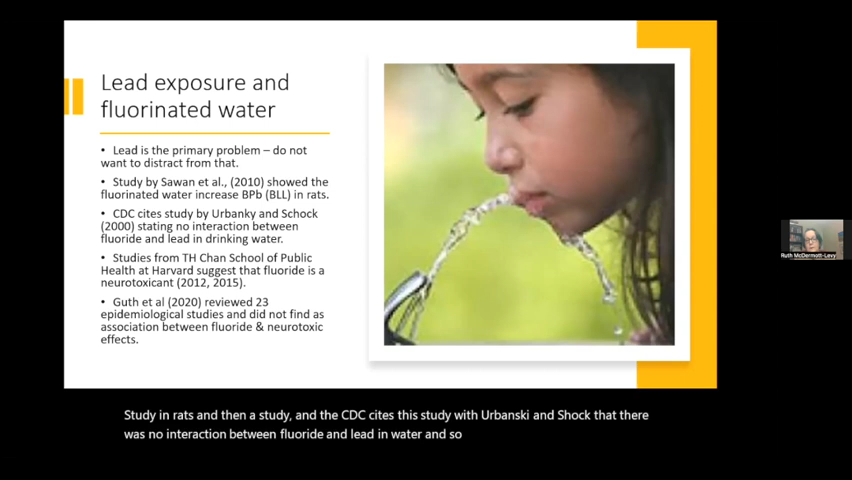 Lead exposure and
fluorinated water
• Lead is the primary problem – do not
want to distract from that.
• Study by Sawan et al., (2010) showed the
fluorinated water increase BPb (BLL) in rats.
• CDC cites study by Urbanky and Schock
(2000) stating no interaction between
fluoride and lead in drinking water.
• Studies from TH Chan School of Public
Health at Harvard suggest that fluoride is a
neurotoxicant (2012, 2015).
• Guth et al (2020) reviewed 23
epidemiological studies and did not find as
association between fluoride & neurotoxic
effects.
Ruth McDermott-Levy
Study in rats and then a study, and the CDC cites this study with Urbanski and Shock that there
was no interaction between fluoride and lead in water and so